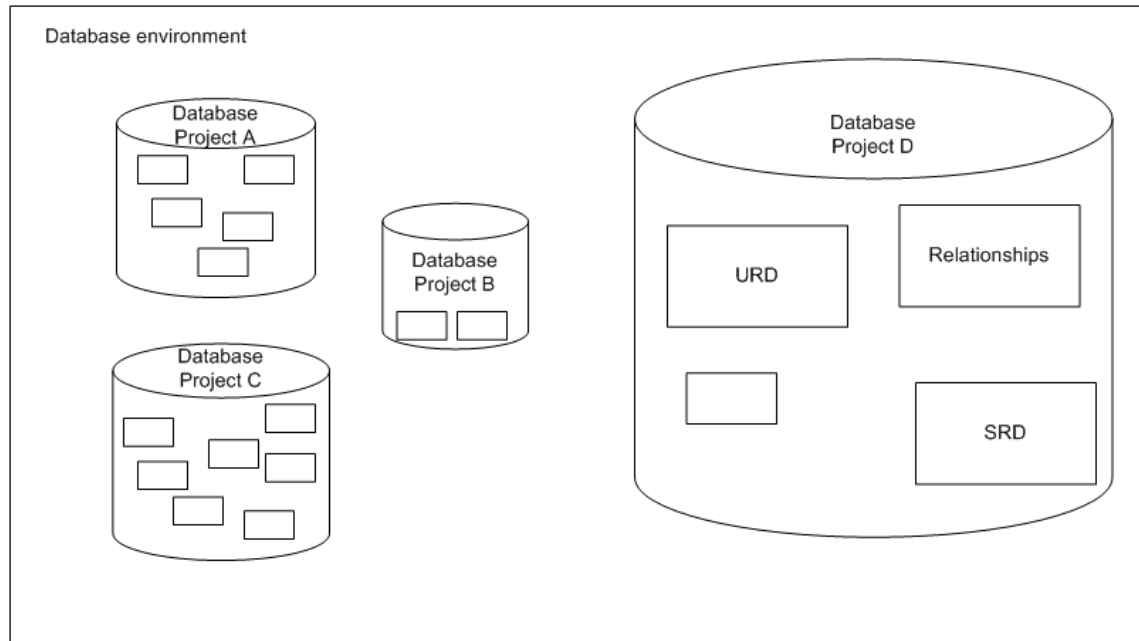 Database environment
Database
Project A
Database
Project B
Database
Project C
Database
Project D
URD
Relationships
SRD